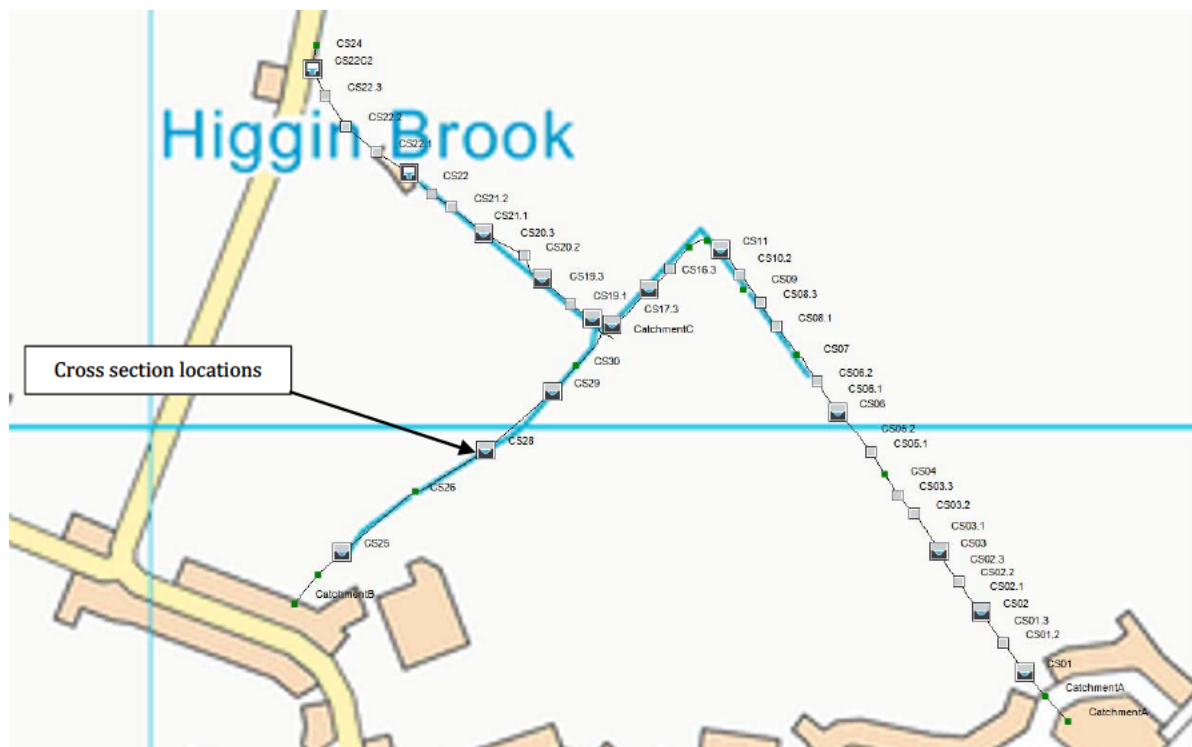 CS24
CS22C2
CS22.3
CS22.2
Higgin Brook
CS22.1
CS22
CS21.2
CS21.1
CS20.3
CS20.2
CS19.3
CS19.1
CS11
CS10.2
CS16.3
CS09
CS08.3
CS17.3
CS08.1
CatchmentC
CS07
CS30
CS06.2
CS29
CS06.1
CS06
Cross section locations
CS05.2
CS28
CS05.1
CS04
CS26
CS03.3
CS03.2
CS03.1
CS25
CS03
CS02.3
CS02.2
CS02.1
CatchmentB
CS02
CS01.3
CS01.2
CS01
CatchmentA
CatchmentA